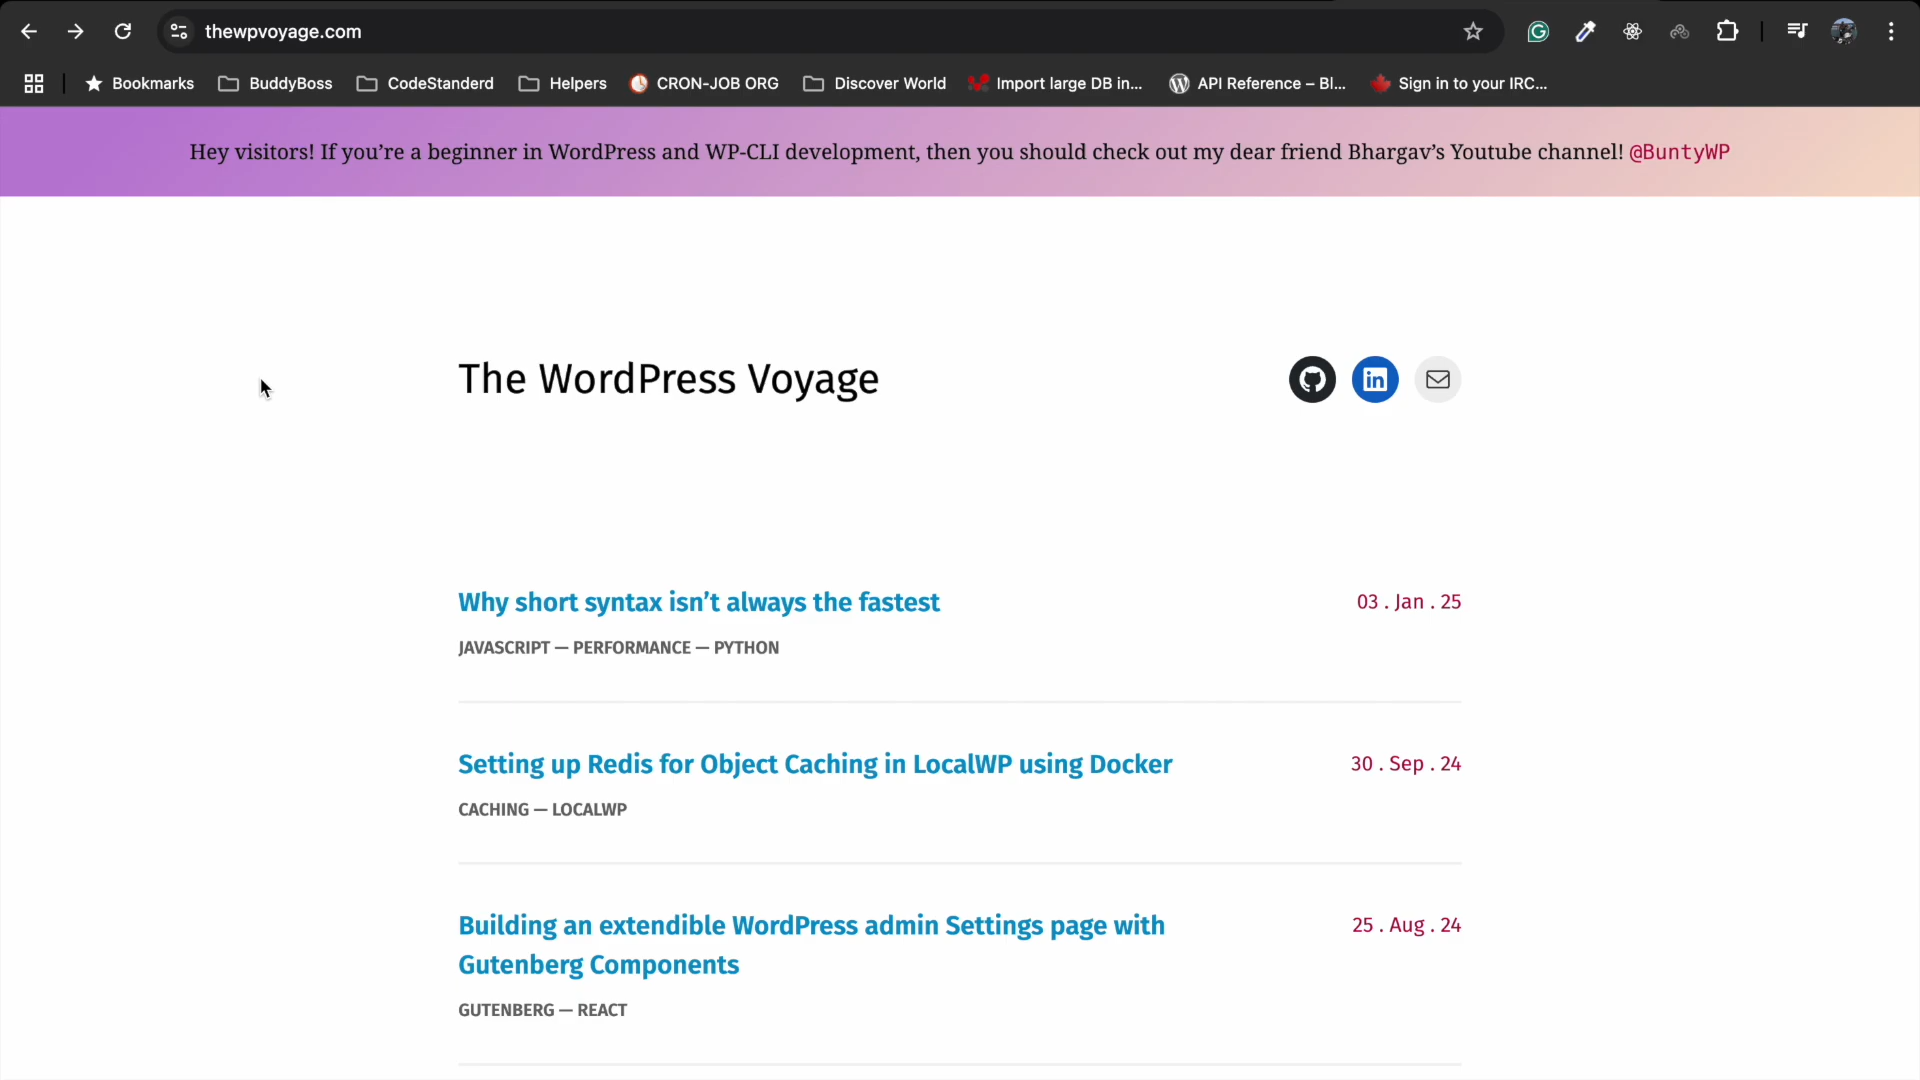 thewpvoyage.com
Bookmarks BuddyBoss CodeStanderd Helpers CRON-JOB ORG Discover World Import large DB in... API Reference – Bl... Sign in to your IRC...
Hey visitors! If you’re a beginner in WordPress and WP-CLI development, then you should check out my dear friend Bhargav’s Youtube channel! @BuntyWP
The WordPress Voyage
Why short syntax isn’t always the fastest 03 . Jan . 25
JAVASCRIPT — PERFORMANCE — PYTHON
Setting up Redis for Object Caching in LocalWP using Docker 30 . Sep . 24
CACHING — LOCALWP
Building an extendible WordPress admin Settings page with 25 . Aug . 24
Gutenberg Components
GUTENBERG — REACT